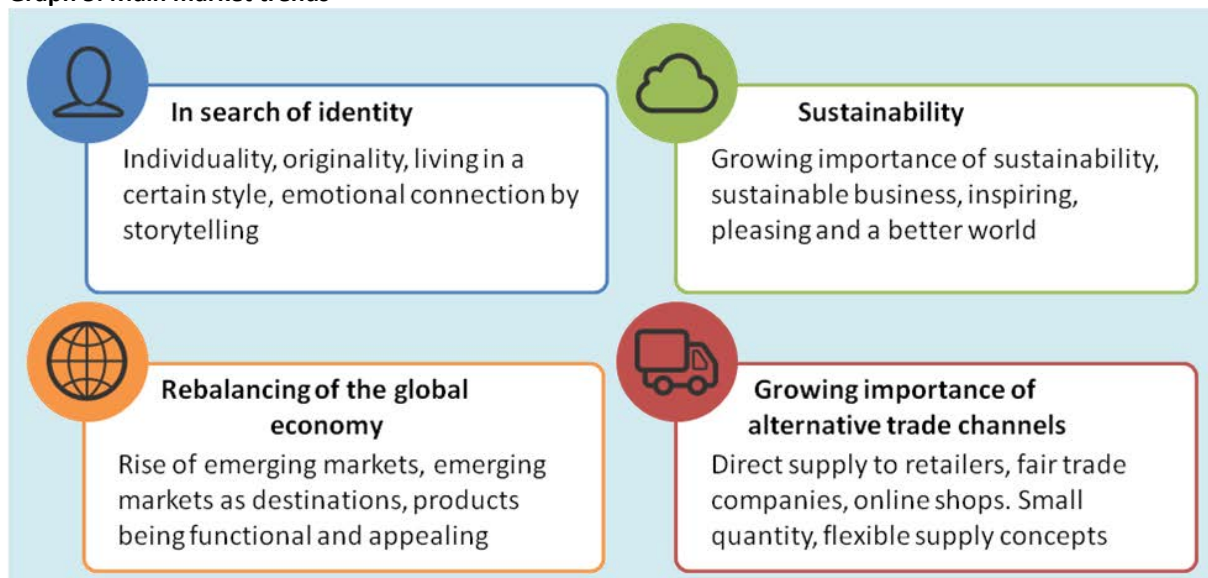 In search of identity
Individuality, originality, living in a
certain style, emotional connection by
storytelling
Sustainability
Growing importance of sustainability,
sustainable business, inspiring,
pleasing and a better world
Rebalancing of the global
economy
Rise of emerging markets, emerging
markets as destinations, products
being functional and appealing
Growing importance of
alternative trade channels
Direct supply to retailers, fair trade
companies, online shops. Small
quantity, flexible supply concepts